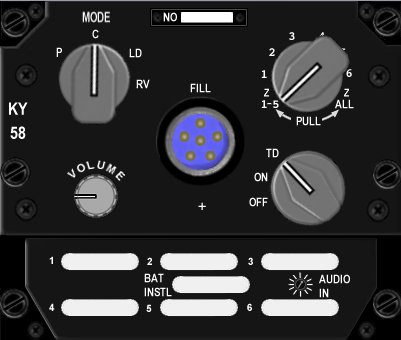 MODE
NO
C
P
LD
RV
3
4
2
1
6
Z
1-5
Z
ALL
PULL
FILL
KY
58
VOLUME
TD
ON
OFF
1
2
3
BAT
INSTL
AUDIO
IN
4
5
6